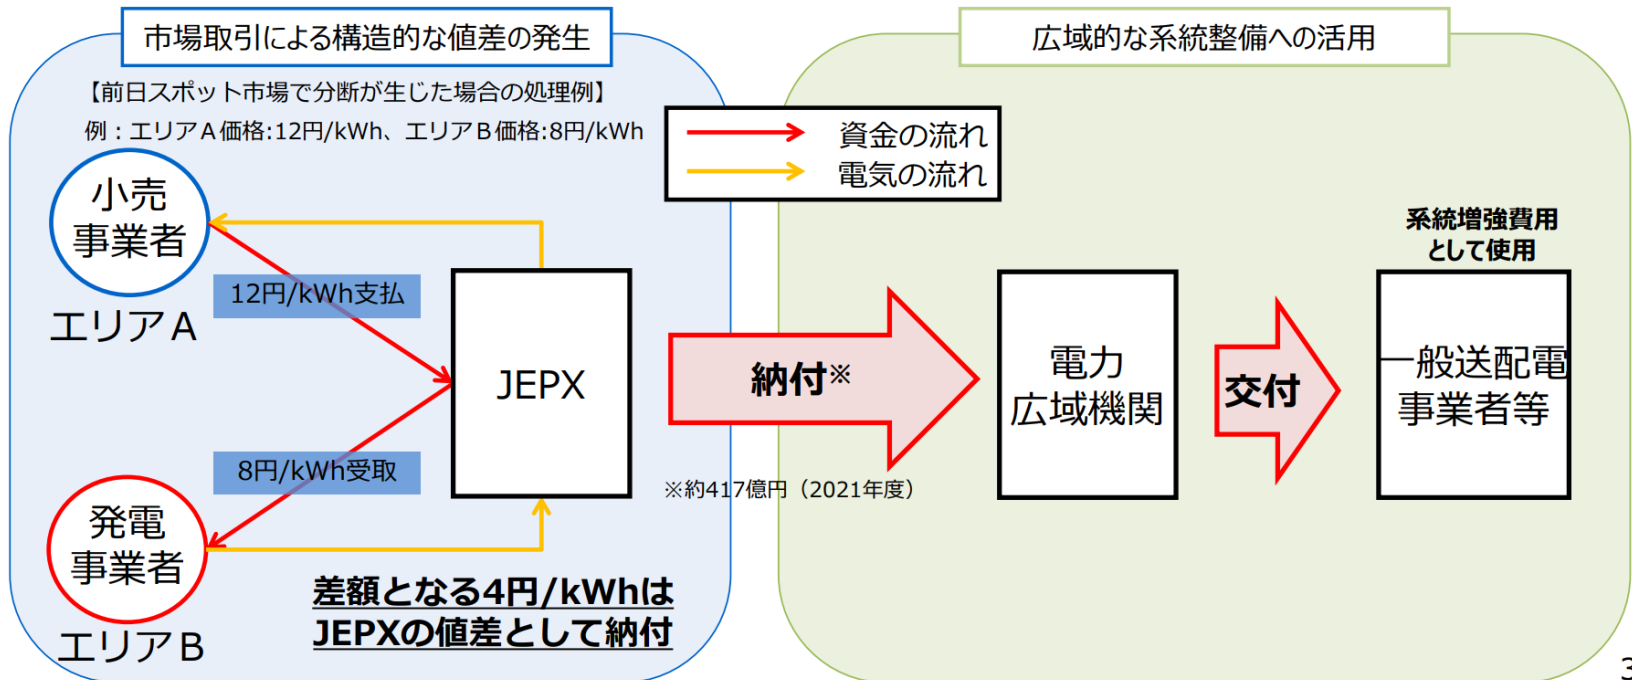 市場取引による構造的な値差の発生
【前日スポット市場で分断が生じた場合の処理例】
例：エリアA価格:12円/kWh、エリアB価格:8円/kWh
小売
事業者
エリアA
12円/kWh支払
JEPX
8円/kWh受取
発電
事業者
エリアB
差額となる4円/kWhは
JEPXの値差として納付
資金の流れ
電気の流れ
納付※
※約417億円（2021年度）
広域的な系統整備への活用
電力
広域機関
交付
系統増強費用
として使用
一般送配電
事業者等
3